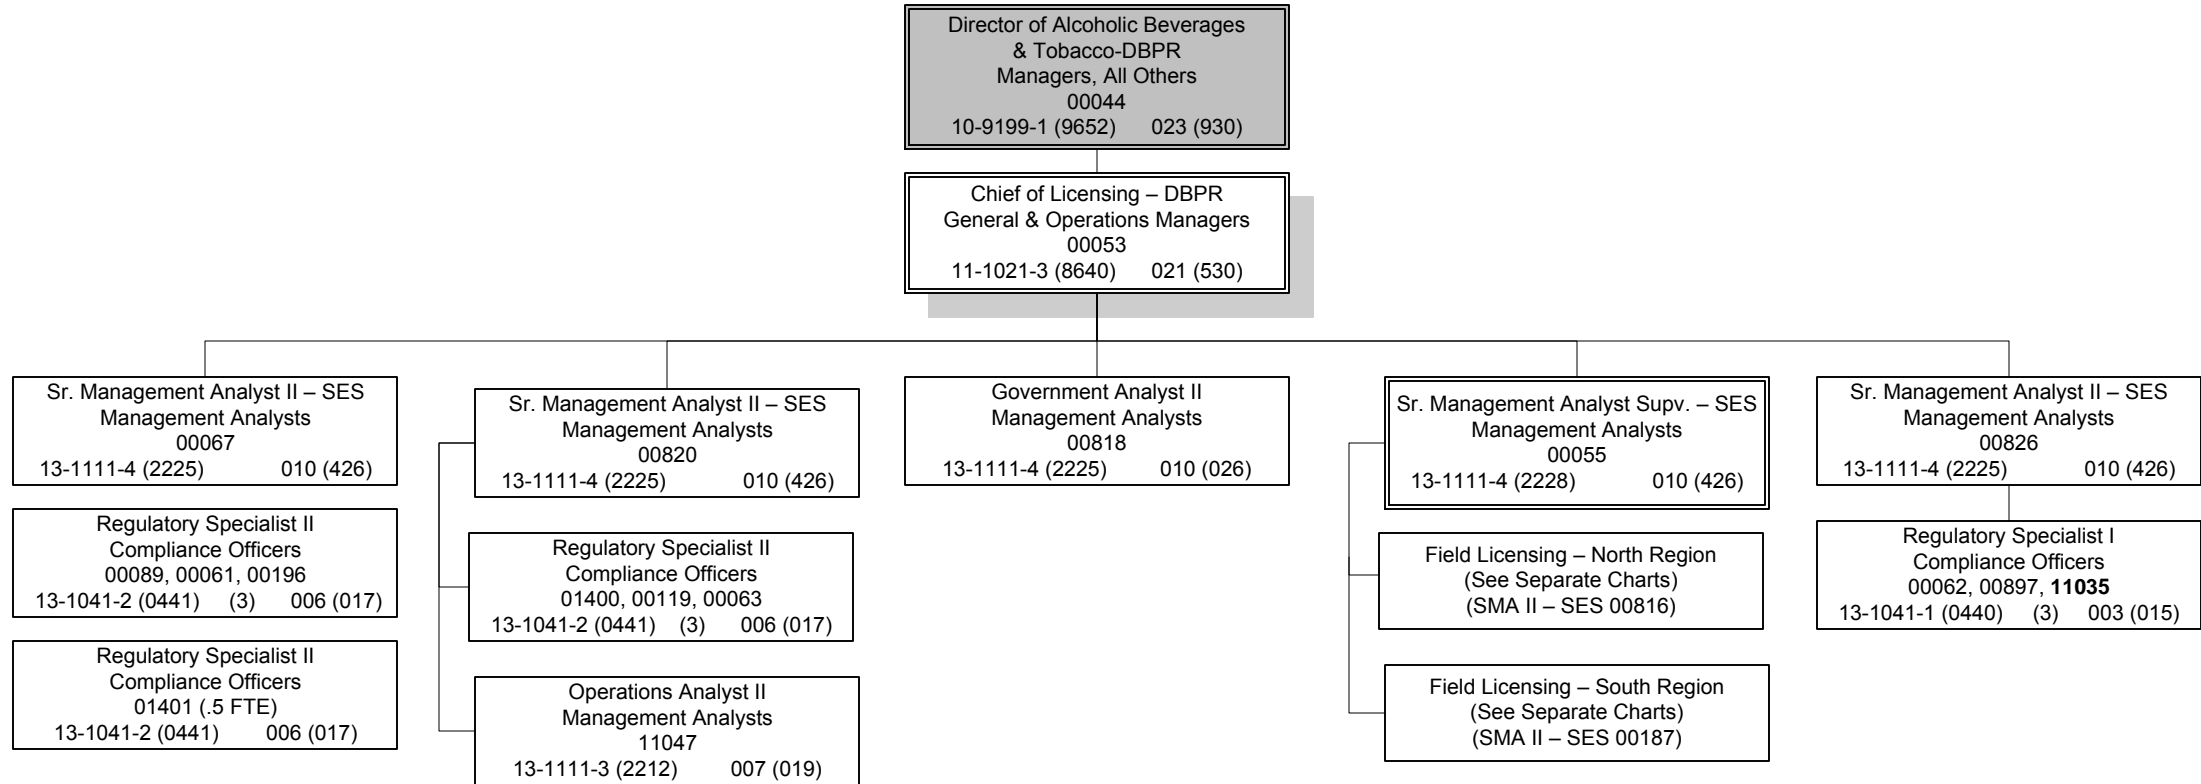 Director of Alcoholic Beverages
& Tobacco-DBPR
Managers, All Others
00044
10-9199-1 (9652) 023 (930)
Chief of Licensing – DBPR
General & Operations Managers
00053
11-1021-3 (8640) 021 (530)
Sr. Management Analyst II – SES
Management Analysts
00067
13-1111-4 (2225) 010 (426)
Regulatory Specialist II
Compliance Officers
00089, 00061, 00196
13-1041-2 (0441) (3) 006 (017)
Regulatory Specialist II
Compliance Officers
01401 (.5 FTE)
13-1041-2 (0441) 006 (017)
Sr. Management Analyst II – SES
Management Analysts
00820
13-1111-4 (2225) 010 (426)
Regulatory Specialist II
Compliance Officers
01400, 00119, 00063
13-1041-2 (0441) (3) 006 (017)
Operations Analyst II
Management Analysts
11047
13-1111-3 (2212) 007 (019)
Government Analyst II
Management Analysts
00818
13-1111-4 (2225) 010 (026)
Sr. Management Analyst Supv. – SES
Management Analysts
00055
13-1111-4 (2228) 010 (426)
Field Licensing – North Region
(See Separate Charts)
(SMA II – SES 00816)
Field Licensing – South Region
(See Separate Charts)
(SMA II – SES 00187)
Sr. Management Analyst II – SES
Management Analysts
00826
13-1111-4 (2225) 010 (426)
Regulatory Specialist I
Compliance Officers
00062, 00897, 11035
13-1041-1 (0440) (3) 003 (015)